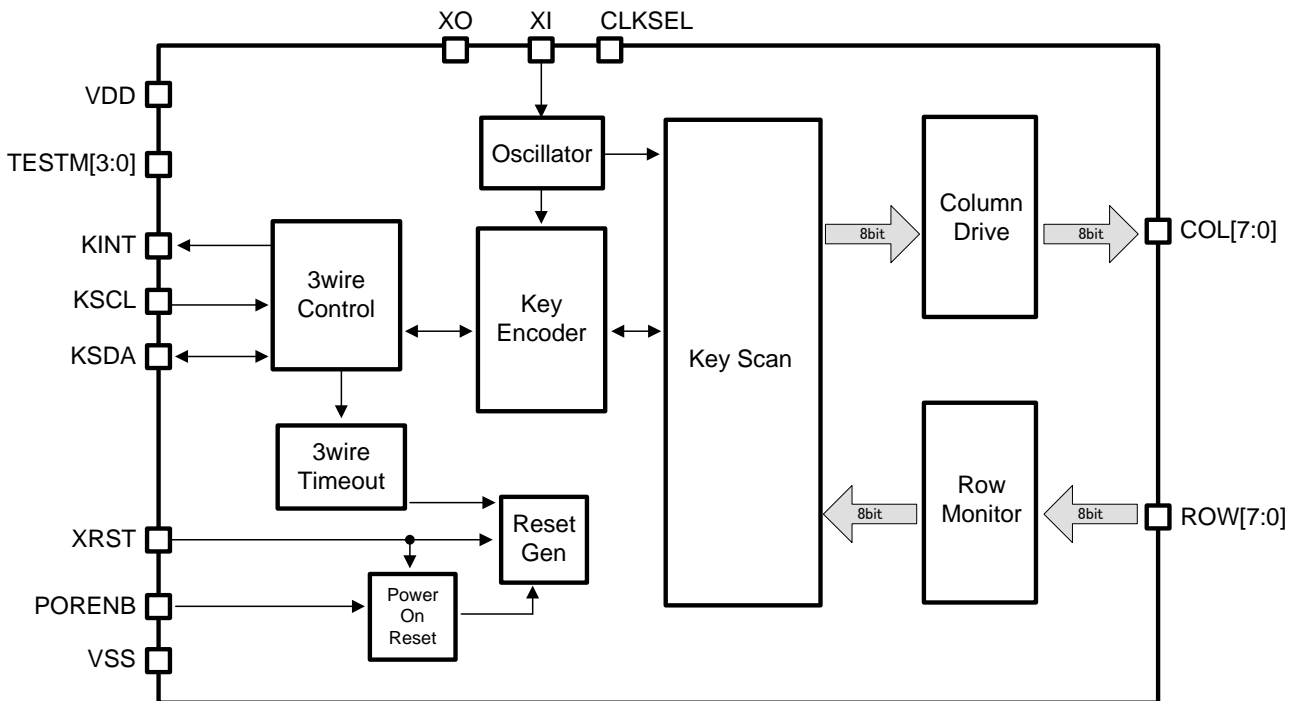 XO XI CLKSEL
VDD
TESTM[3:0]
KINT
KSCL
KSDA
XRST
PORENB
VSS
Oscillator
3wire
Control
Key
Encoder
3wire
Timeout
Reset
Gen
Power
On
Reset
Key Scan
8bit
Column
Drive
8bit
COL[7:0]
8bit
Row
Monitor
8bit
ROW[7:0]